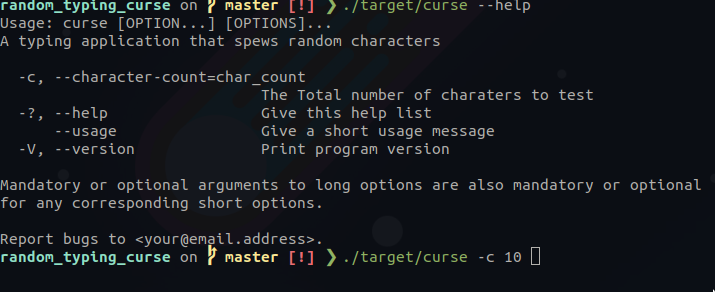 random_typing_curse on master [!] ❯ ./target/curse --help
Usage: curse [OPTION...] [OPTIONS]...
A typing application that spews random characters
-c, --character-count=char_count
The Total number of charaters to test
-?, --help Give this help list
--usage Give a short usage message
-V, --version Print program version
Mandatory or optional arguments to long options are also mandatory or optional
for any corresponding short options.
Report bugs to <your@email.address>.
random_typing_curse on master [!] ❯ ./target/curse -c 10